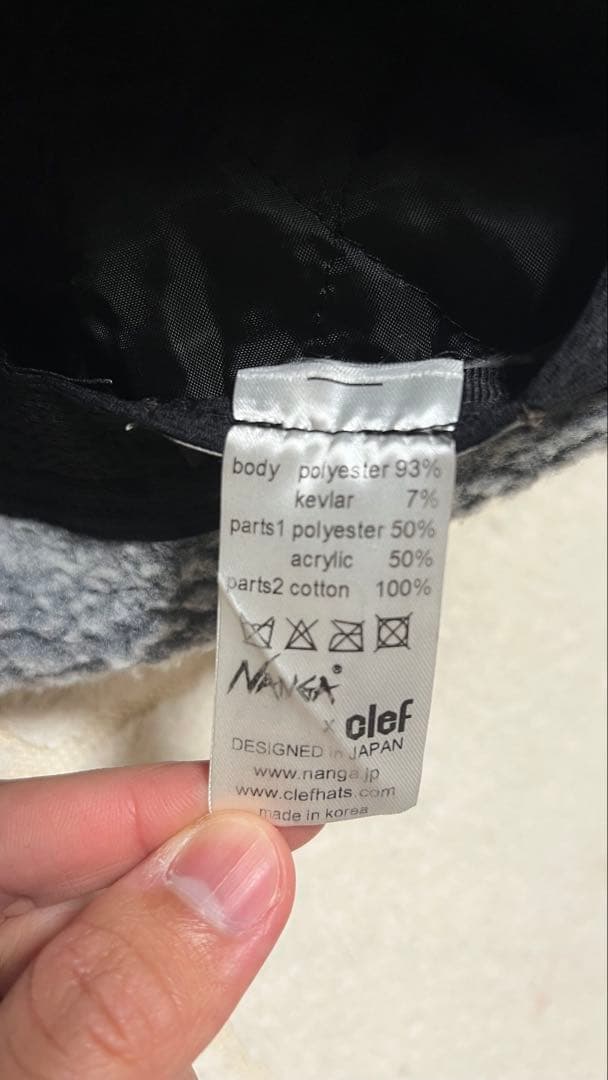 body polyester 93%
kevlar 7%
parts1 polyester 50%
acrylic 50%
parts2 cotton 100%
NANGA®
x clef
DESIGNED in JAPAN
www.nanga.jp
www.clefhats.com
made in korea